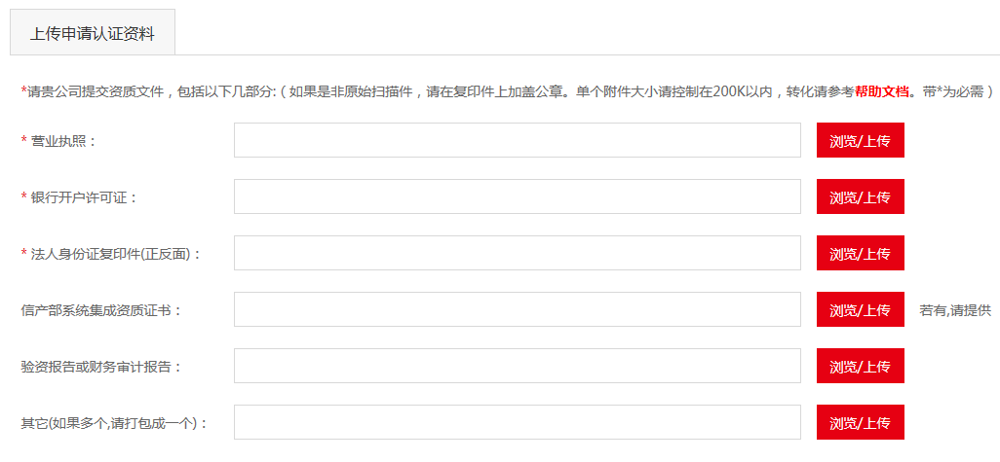 上传申请认证资料
*请贵公司提交资质文件，包括以下几部分:（如果是非原始扫描件，请在复印件上加盖公章。单个附件大小请控制在200K以内，转化请参考帮助文档。带*为必需）
* 营业执照： 浏览/上传
* 银行开户许可证： 浏览/上传
* 法人身份证复印件(正反面)： 浏览/上传
信产部系统集成资质证书： 浏览/上传 若有,请提供
验资报告或财务审计报告： 浏览/上传
其它(如果多个,请打包成一个)： 浏览/上传